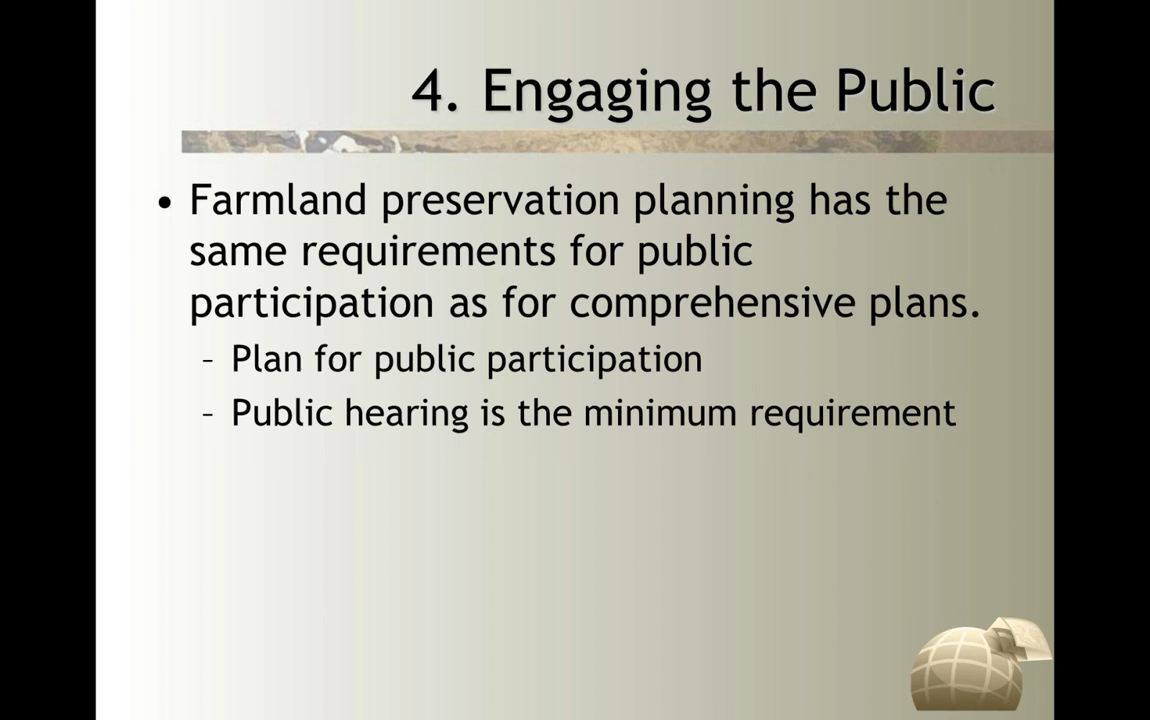 4. Engaging the Public
• Farmland preservation planning has the
same requirements for public
participation as for comprehensive plans.
– Plan for public participation
– Public hearing is the minimum requirement